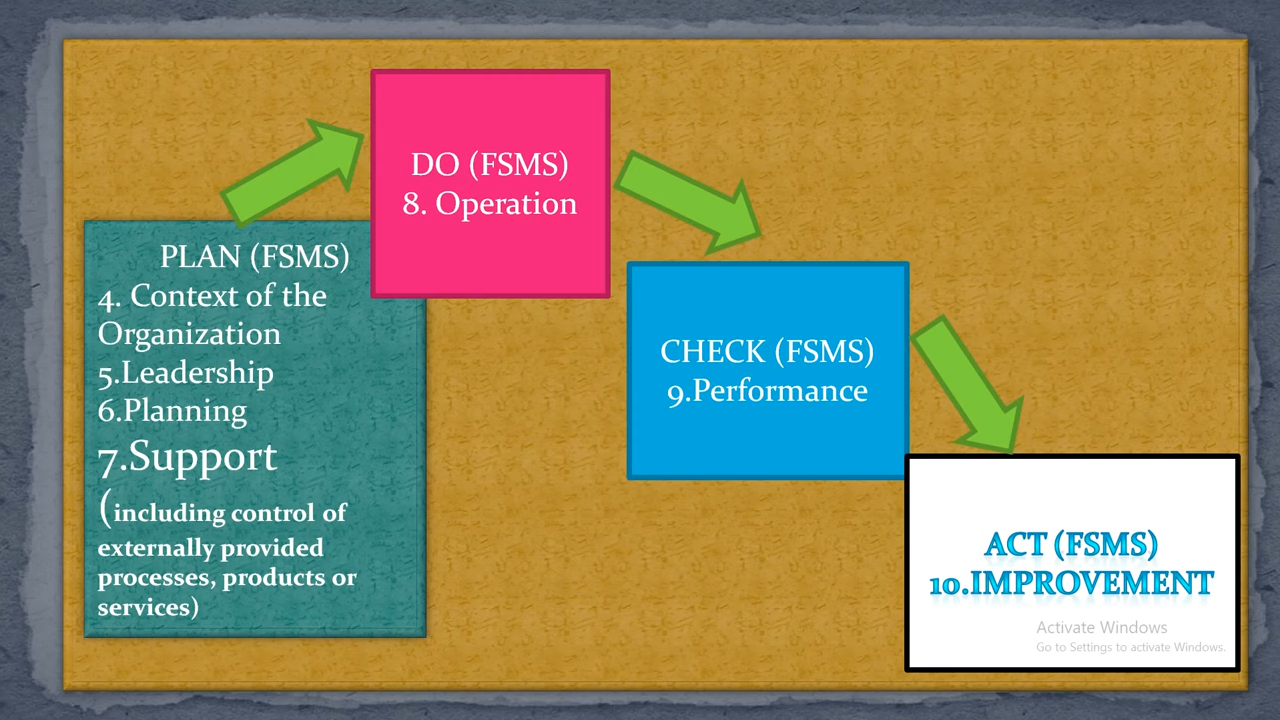 PLAN (FSMS)
4. Context of the
Organization
5.Leadership
6.Planning
7.Support
(including control of
externally provided
processes, products or
services)
DO (FSMS)
8. Operation
CHECK (FSMS)
9.Performance
ACT (FSMS)
10.IMPROVEMENT
Activate Windows
Go to Settings to activate Windows.